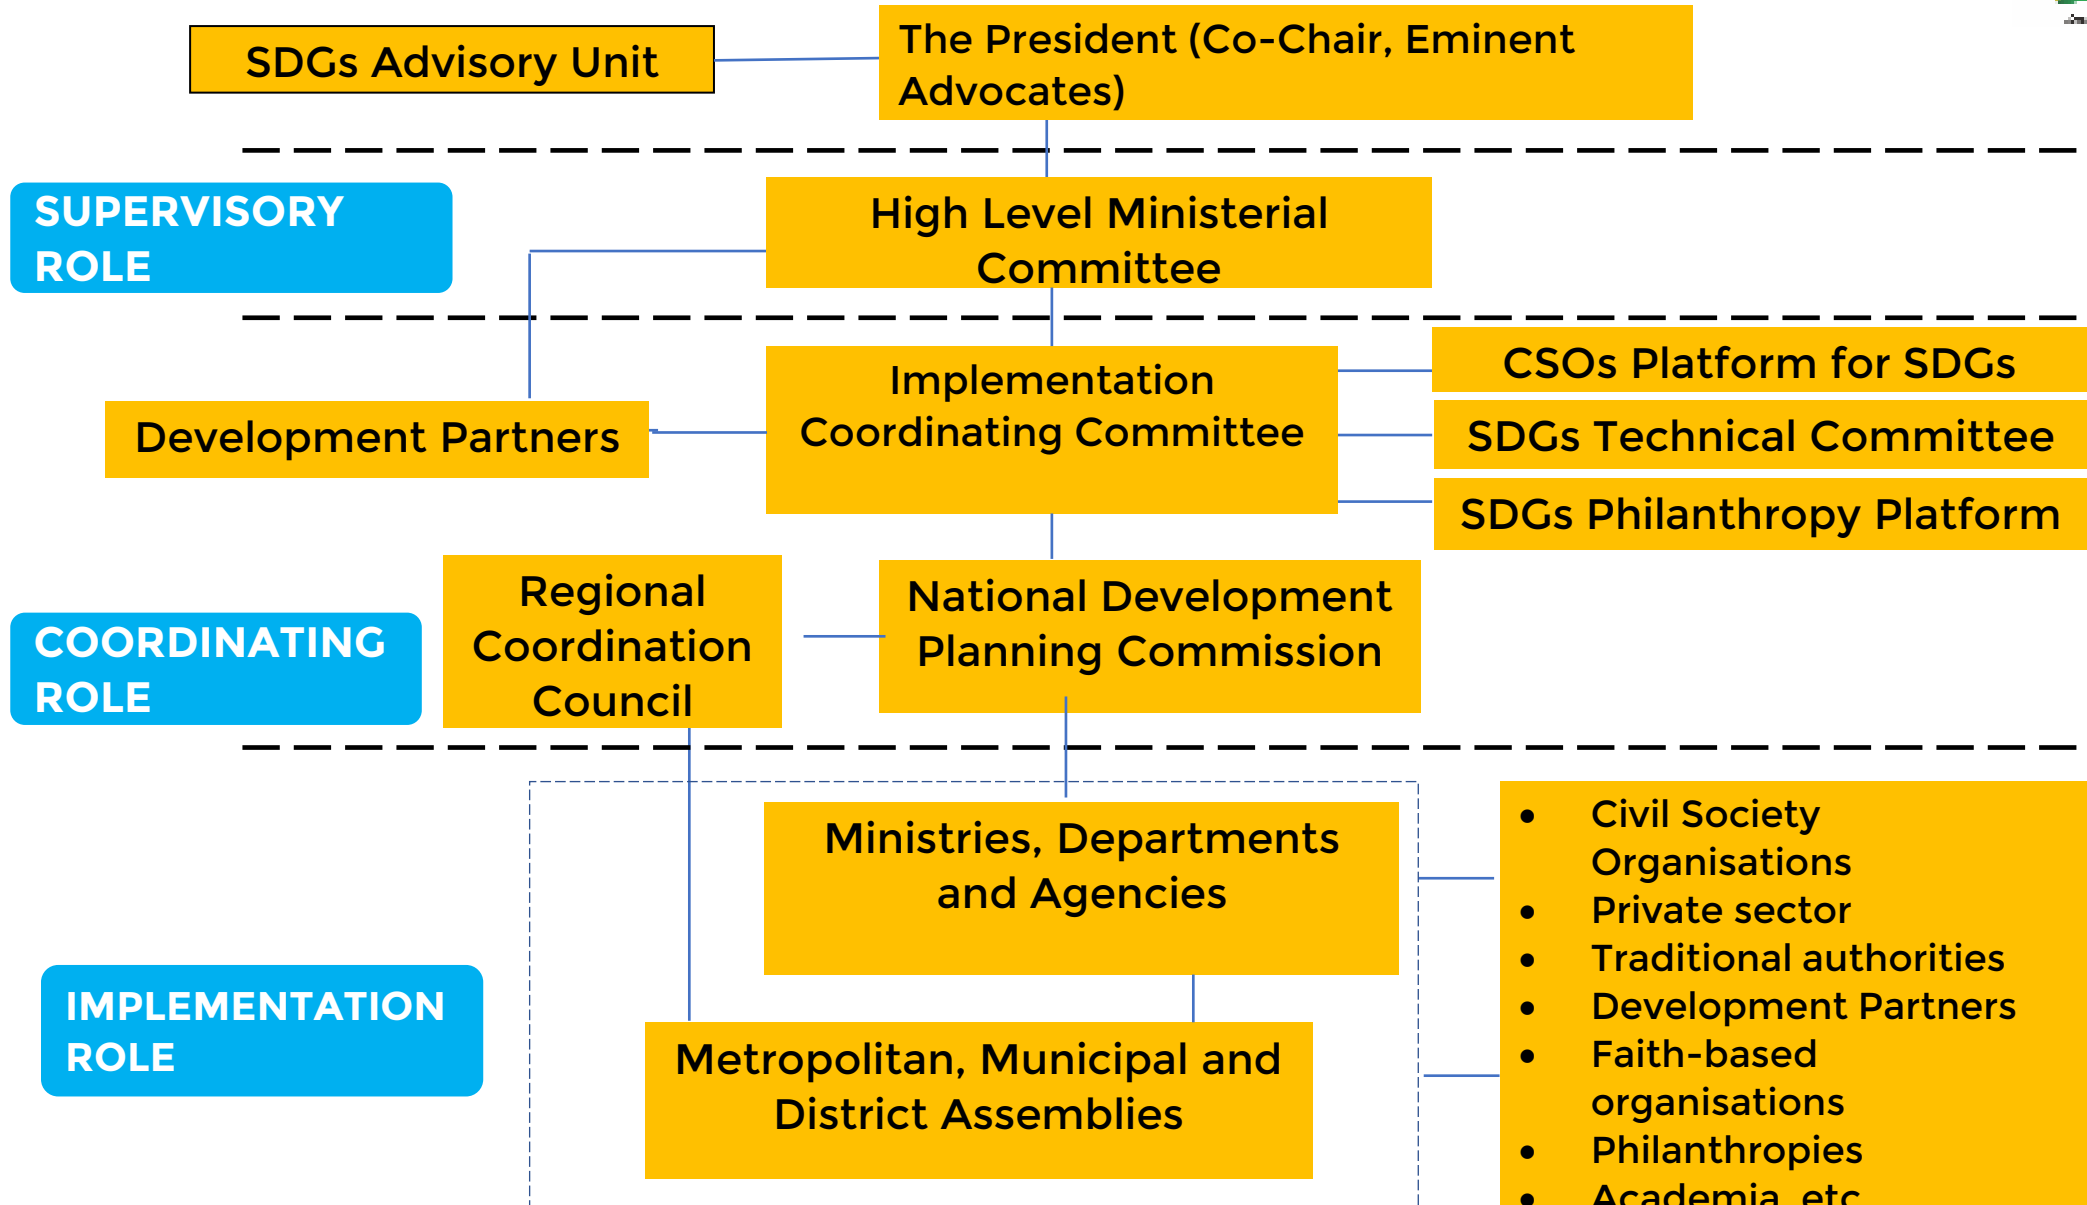 SDGs Advisory Unit
The President (Co-Chair, Eminent
Advocates)
SUPERVISORY
ROLE
High Level Ministerial
Committee
Implementation
Coordinating Committee
CSOs Platform for SDGs
Development Partners
SDGs Technical Committee
SDGs Philanthropy Platform
Regional
Coordination
Council
National Development
Planning Commission
COORDINATING
ROLE
Ministries, Departments
and Agencies
IMPLEMENTATION
ROLE
Metropolitan, Municipal and
District Assemblies
• Civil Society
Organisations
• Private sector
• Traditional authorities
• Development Partners
• Faith-based
organisations
• Philanthropies
• Academia, etc